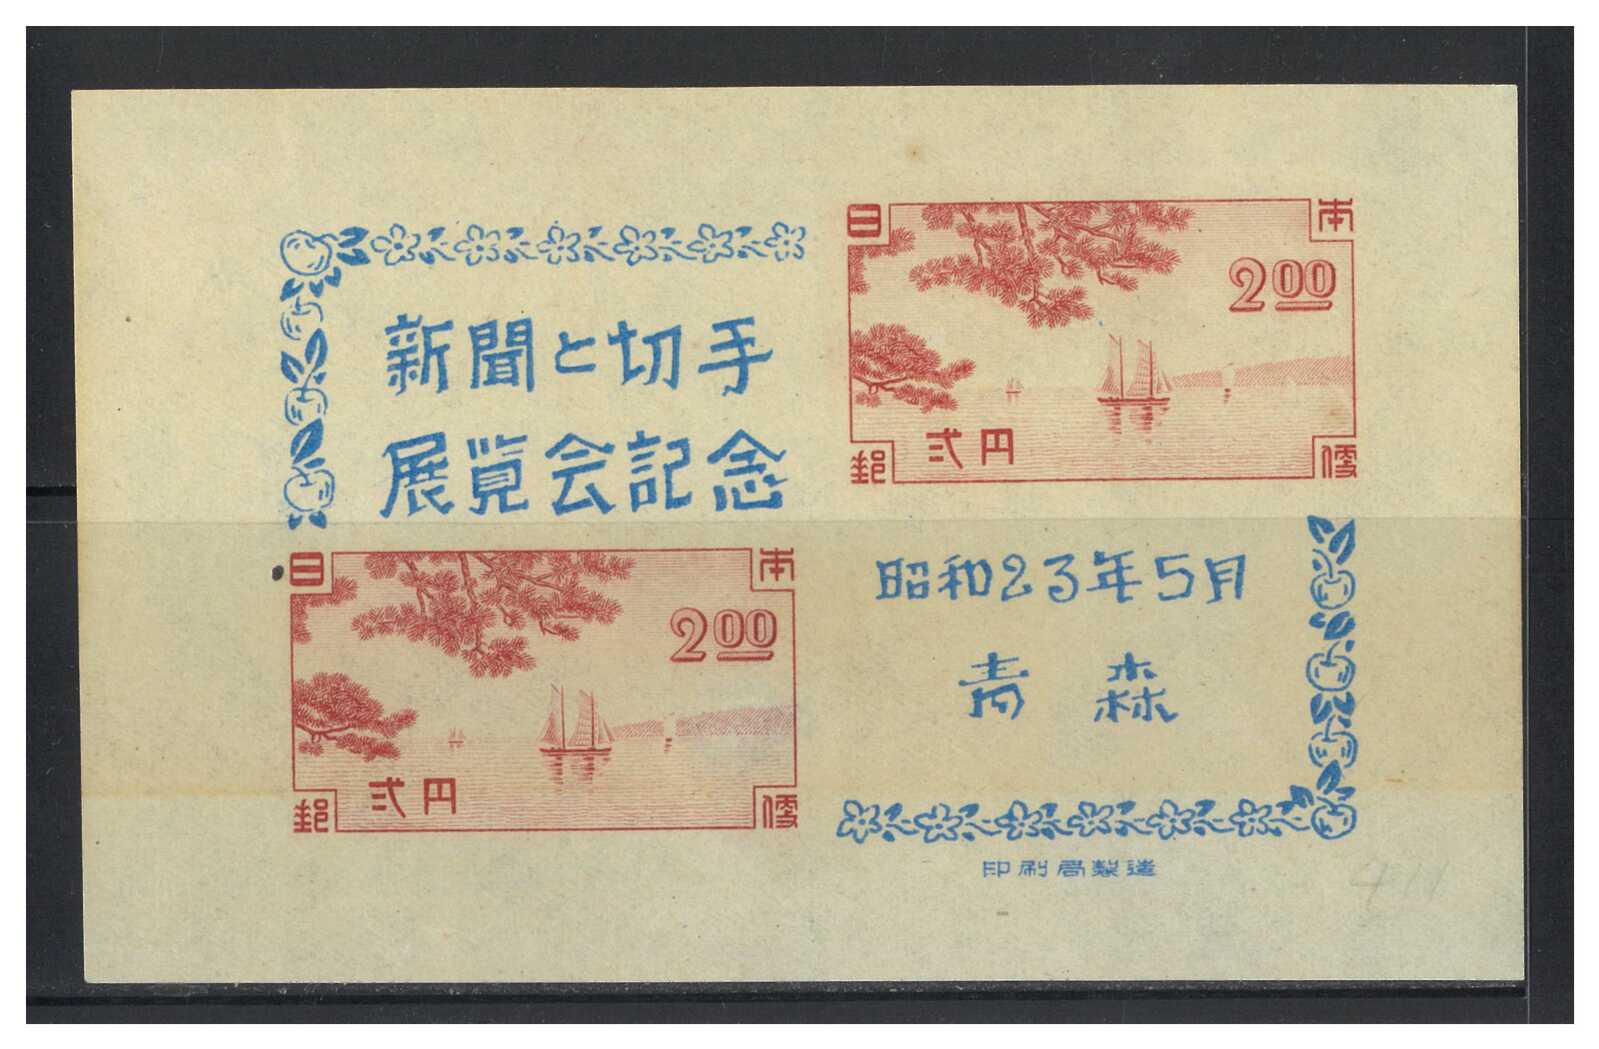 新聞と切手
展覧会記念
日本
2.00
弐円
郵便
日本
2.00
弐円
郵便
昭和23年5月
青森
印刷局製造